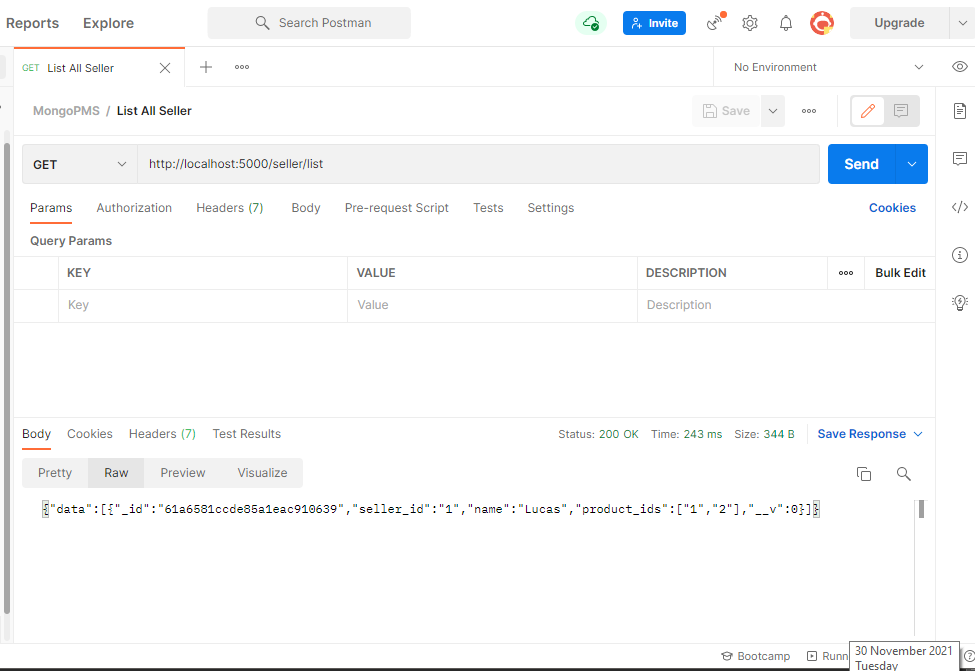 Reports Explore Search Postman Invite Upgrade
GET List All Seller No Environment
MongoPMS / List All Seller Save
GET http://localhost:5000/seller/list Send
Params Authorization Headers (7) Body Pre-request Script Tests Settings Cookies
Query Params
KEY VALUE DESCRIPTION Bulk Edit
Key Value Description
Body Cookies Headers (7) Test Results Status: 200 OK Time: 243 ms Size: 344 B Save Response
Pretty Raw Preview Visualize
{"data":[{"_id":"61a6581ccde85a1eac910639","seller_id":"1","name":"Lucas","product_ids":["1","2"],"__v":0}]}
Bootcamp Runn
30 November 2021
Tuesday